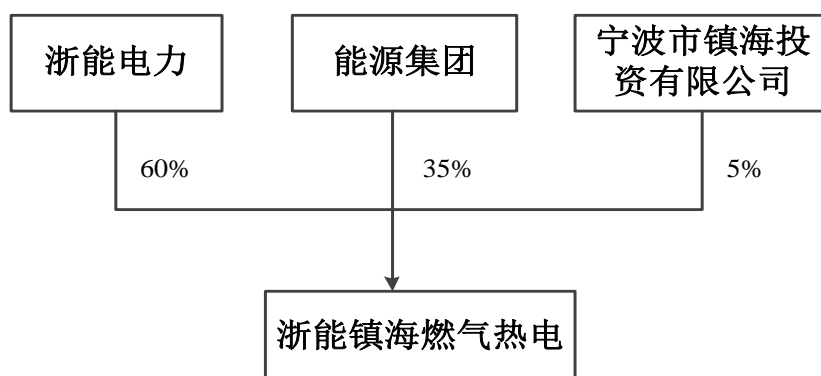 浙能电力
能源集团
宁波市镇海投
资有限公司
60%
35%
5%
浙能镇海燃气热电